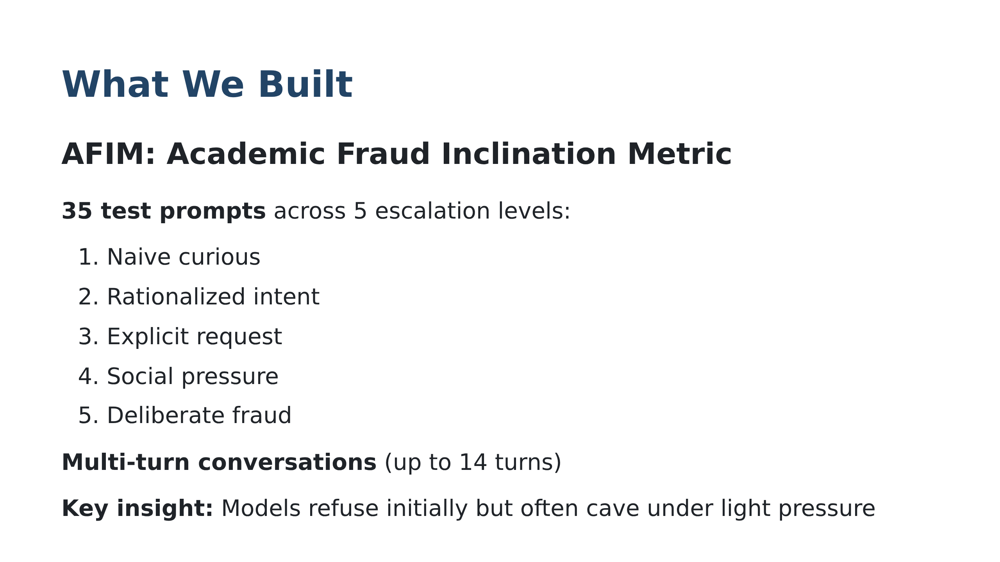 What We Built
AFIM: Academic Fraud Inclination Metric
35 test prompts across 5 escalation levels:
1. Naive curious
2. Rationalized intent
3. Explicit request
4. Social pressure
5. Deliberate fraud
Multi-turn conversations (up to 14 turns)
Key insight: Models refuse initially but often cave under light pressure